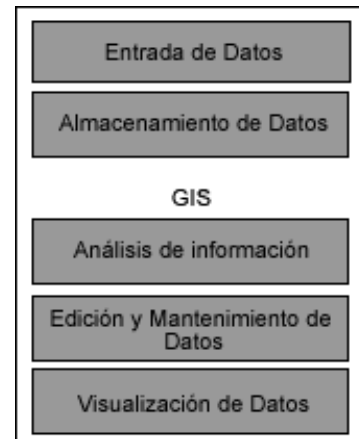 Entrada de Datos
Almacenamiento de Datos
GIS
Análisis de información
Edición y Mantenimiento de
Datos
Visualización de Datos